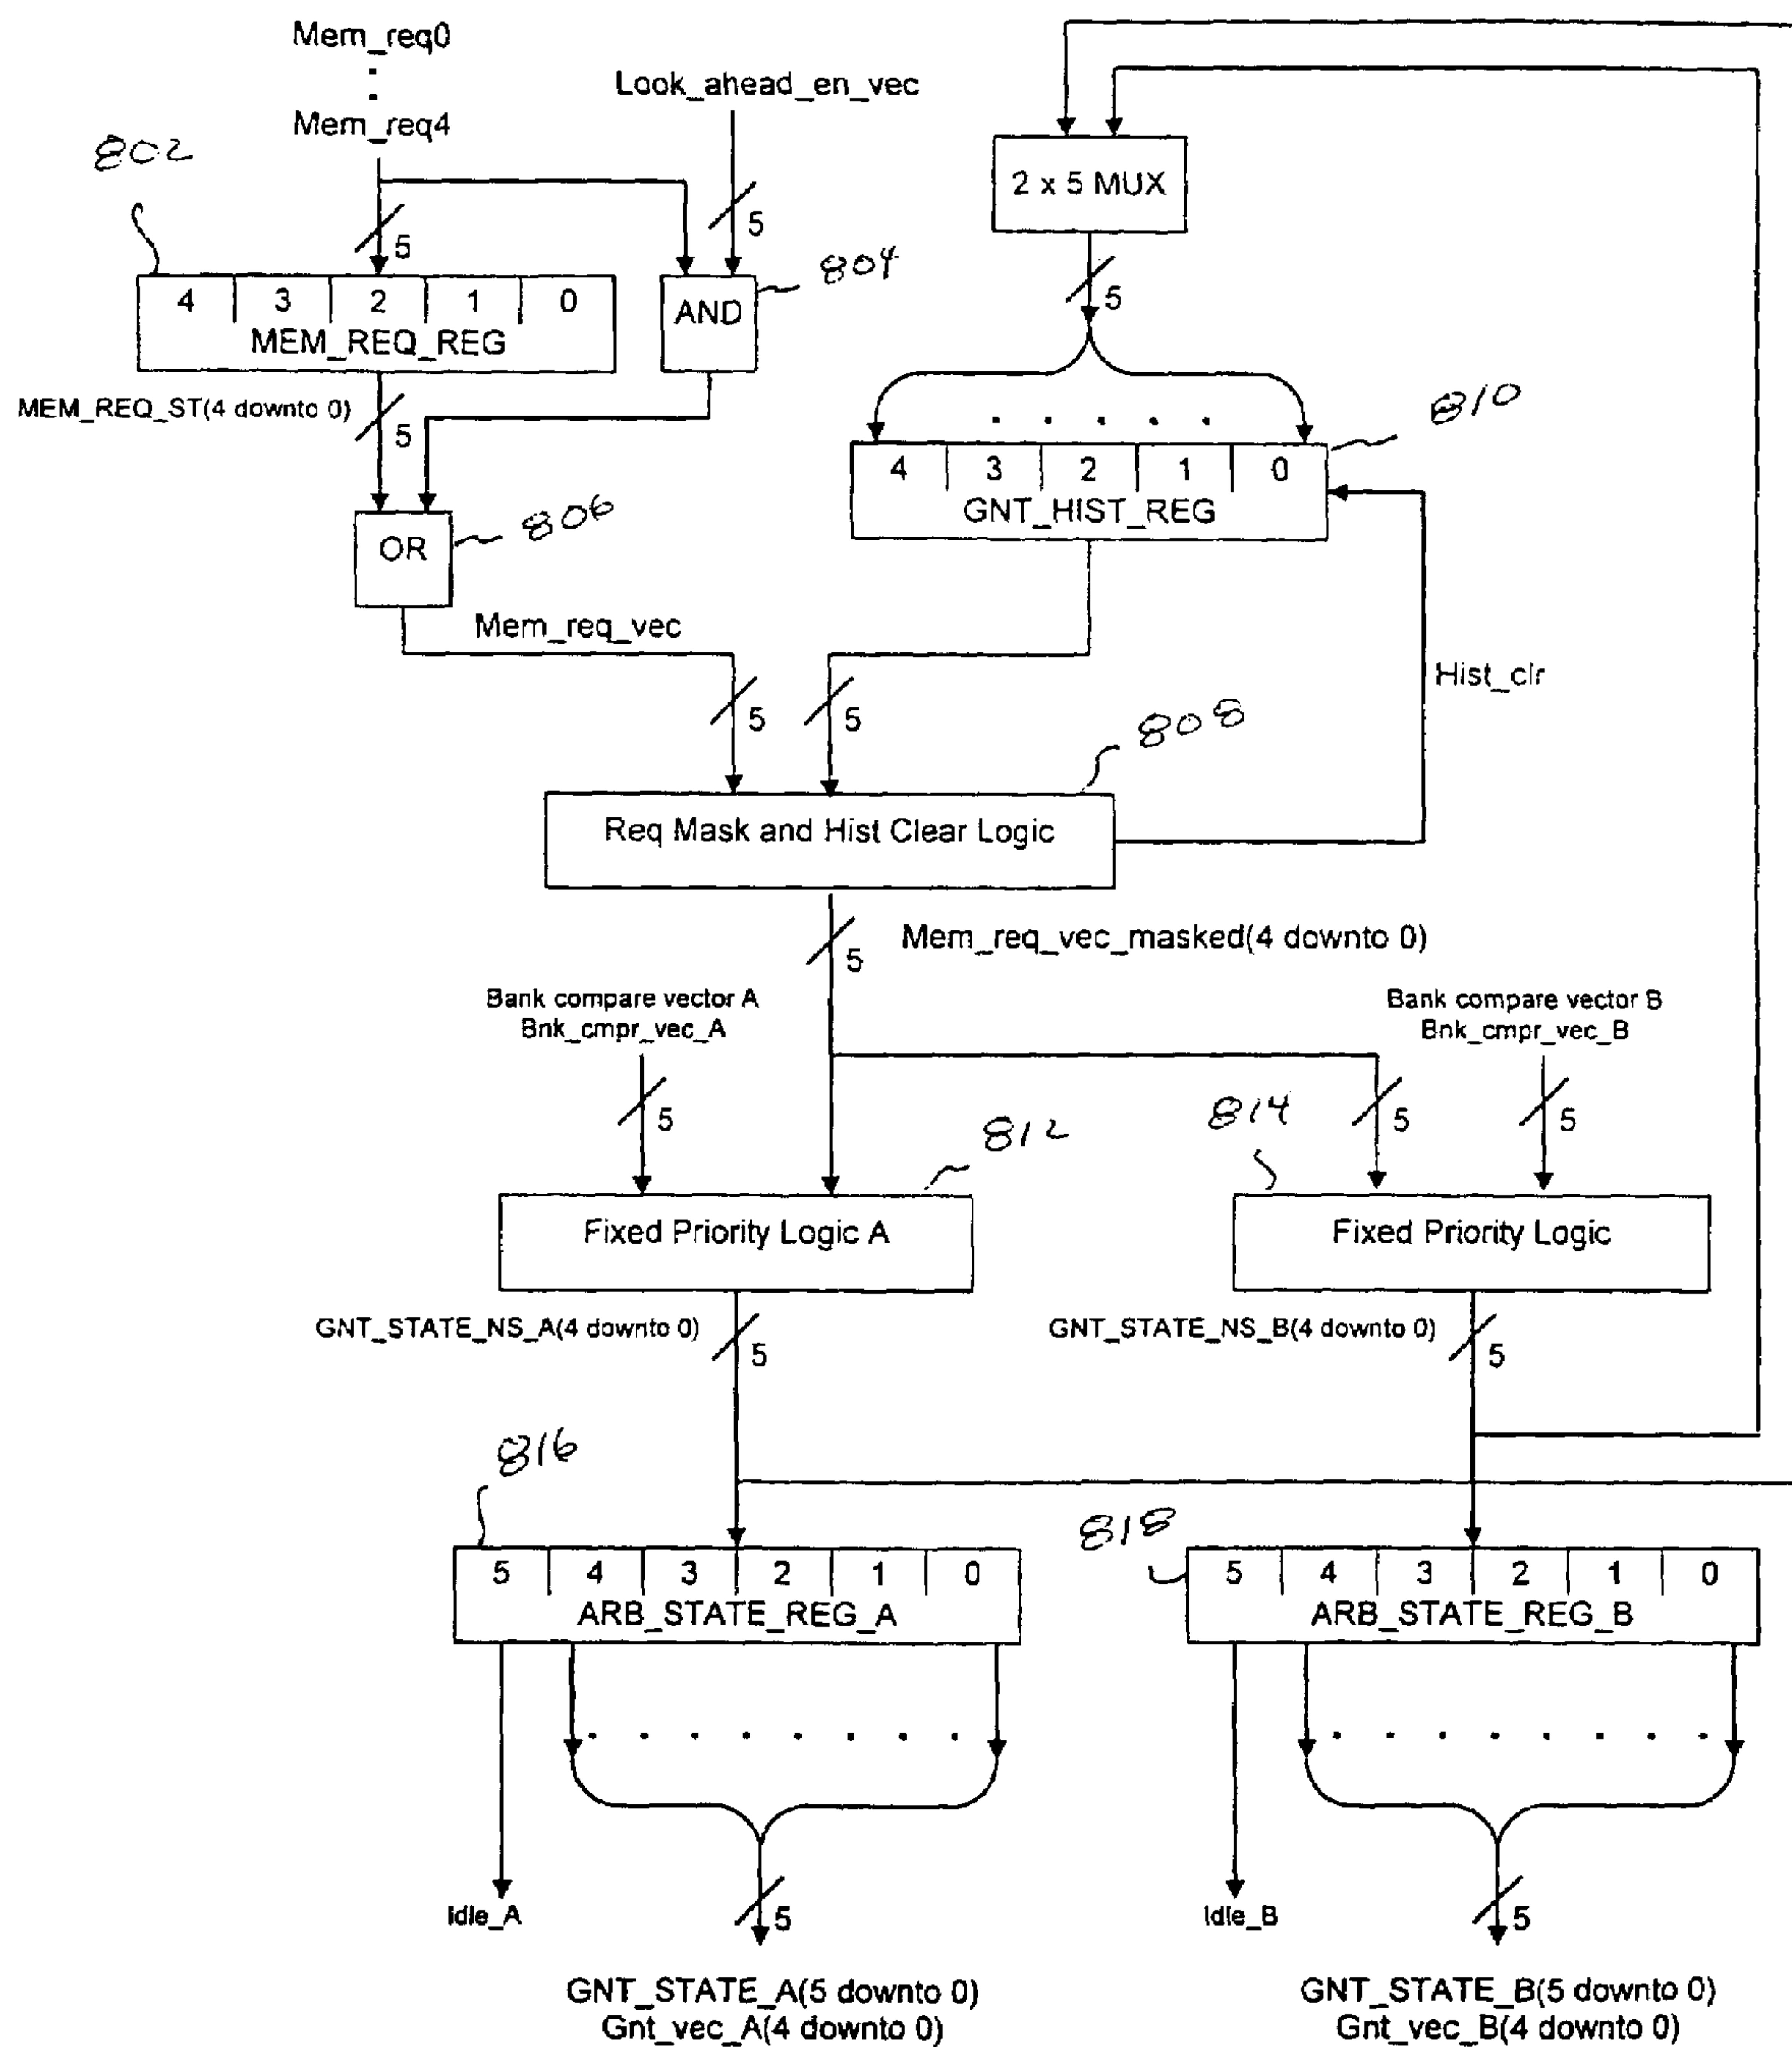 Mem_req0
Mem_req4
Look_ahead_en_vec
802
5
5
2 x 5 MUX
804
5
4 3 2 1 0
MEM_REQ_REG
AND
MEM_REQ_ST(4 downto 0)
5
810
4 3 2 1 0
GNT_HIST_REG
806
OR
Mem_req_vec
Hist_clr
5
5
808
Req Mask and Hist Clear Logic
5
Mem_req_vec_masked(4 downto 0)
Bank compare vector A
Bnk_cmpr_vec_A
Bank compare vector B
Bnk_cmpr_vec_B
5
812
814
5
5
Fixed Priority Logic A
Fixed Priority Logic
GNT_STATE_NS_A(4 downto 0)
5
GNT_STATE_NS_B(4 downto 0)
5
816
818
5 4 3 2 1 0
ARB_STATE_REG_A
5 4 3 2 1 0
ARB_STATE_REG_B
Idle_A
5
Idle_B
5
GNT_STATE_A(5 downto 0)
Gnt_vec_A(4 downto 0)
GNT_STATE_B(5 downto 0)
Gnt_vec_B(4 downto 0)